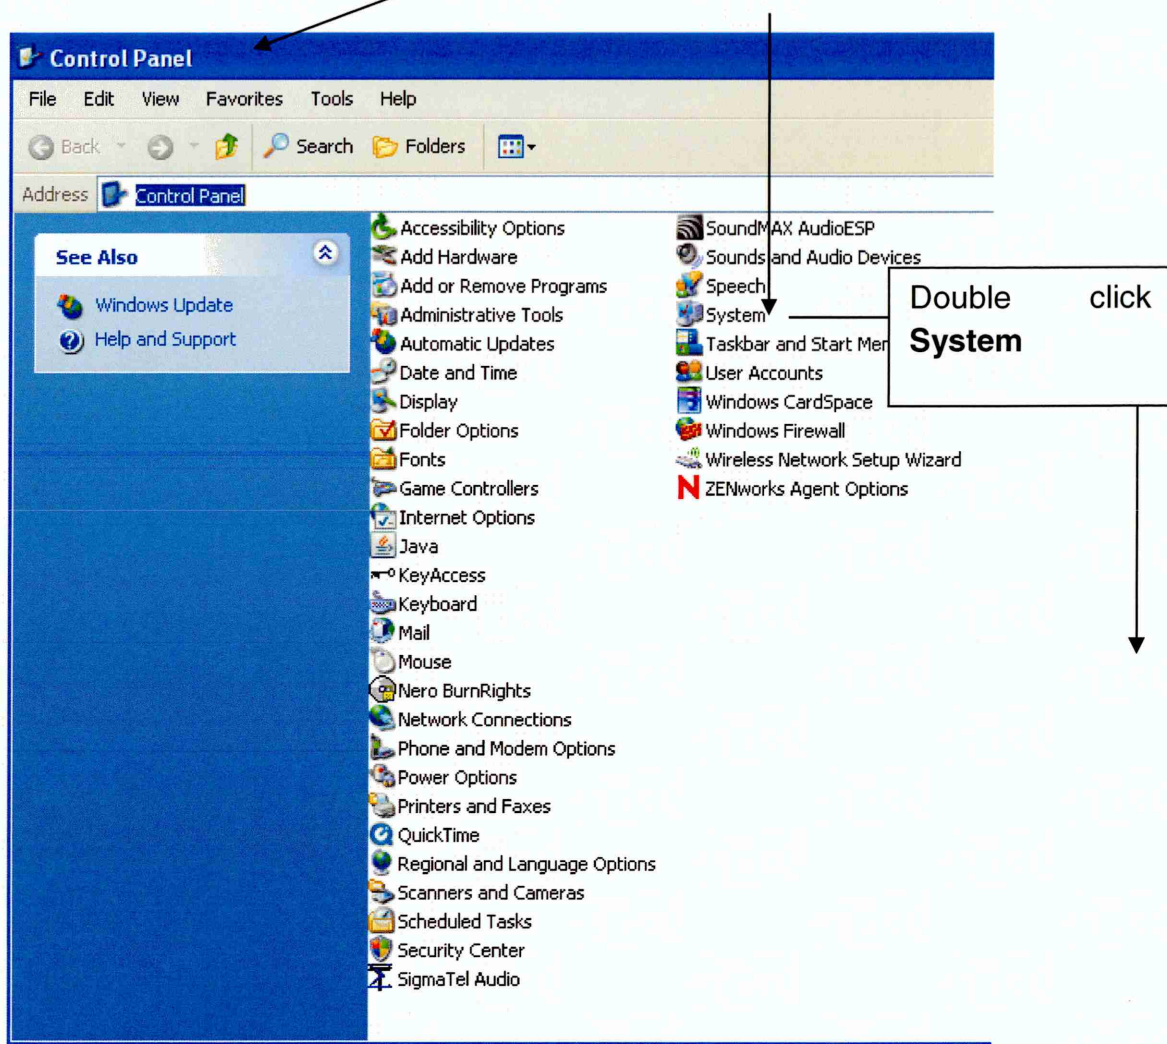 Control Panel
File Edit View Favorites Tools Help
Back Search Folders
Address Control Panel
See Also
Windows Update
Help and Support
Accessibility Options
Add Hardware
Add or Remove Programs
Administrative Tools
Automatic Updates
Date and Time
Display
Folder Options
Fonts
Game Controllers
Internet Options
Java
KeyAccess
Keyboard
Mail
Mouse
Nero BurnRights
Network Connections
Phone and Modem Options
Power Options
Printers and Faxes
QuickTime
Regional and Language Options
Scanners and Cameras
Scheduled Tasks
Security Center
SigmaTel Audio
SoundMAX AudioESP
Sounds and Audio Devices
Speech
System
Taskbar and Start Mer
User Accounts
Windows CardSpace
Windows Firewall
Wireless Network Setup Wizard
ZENworks Agent Options
Double click
System